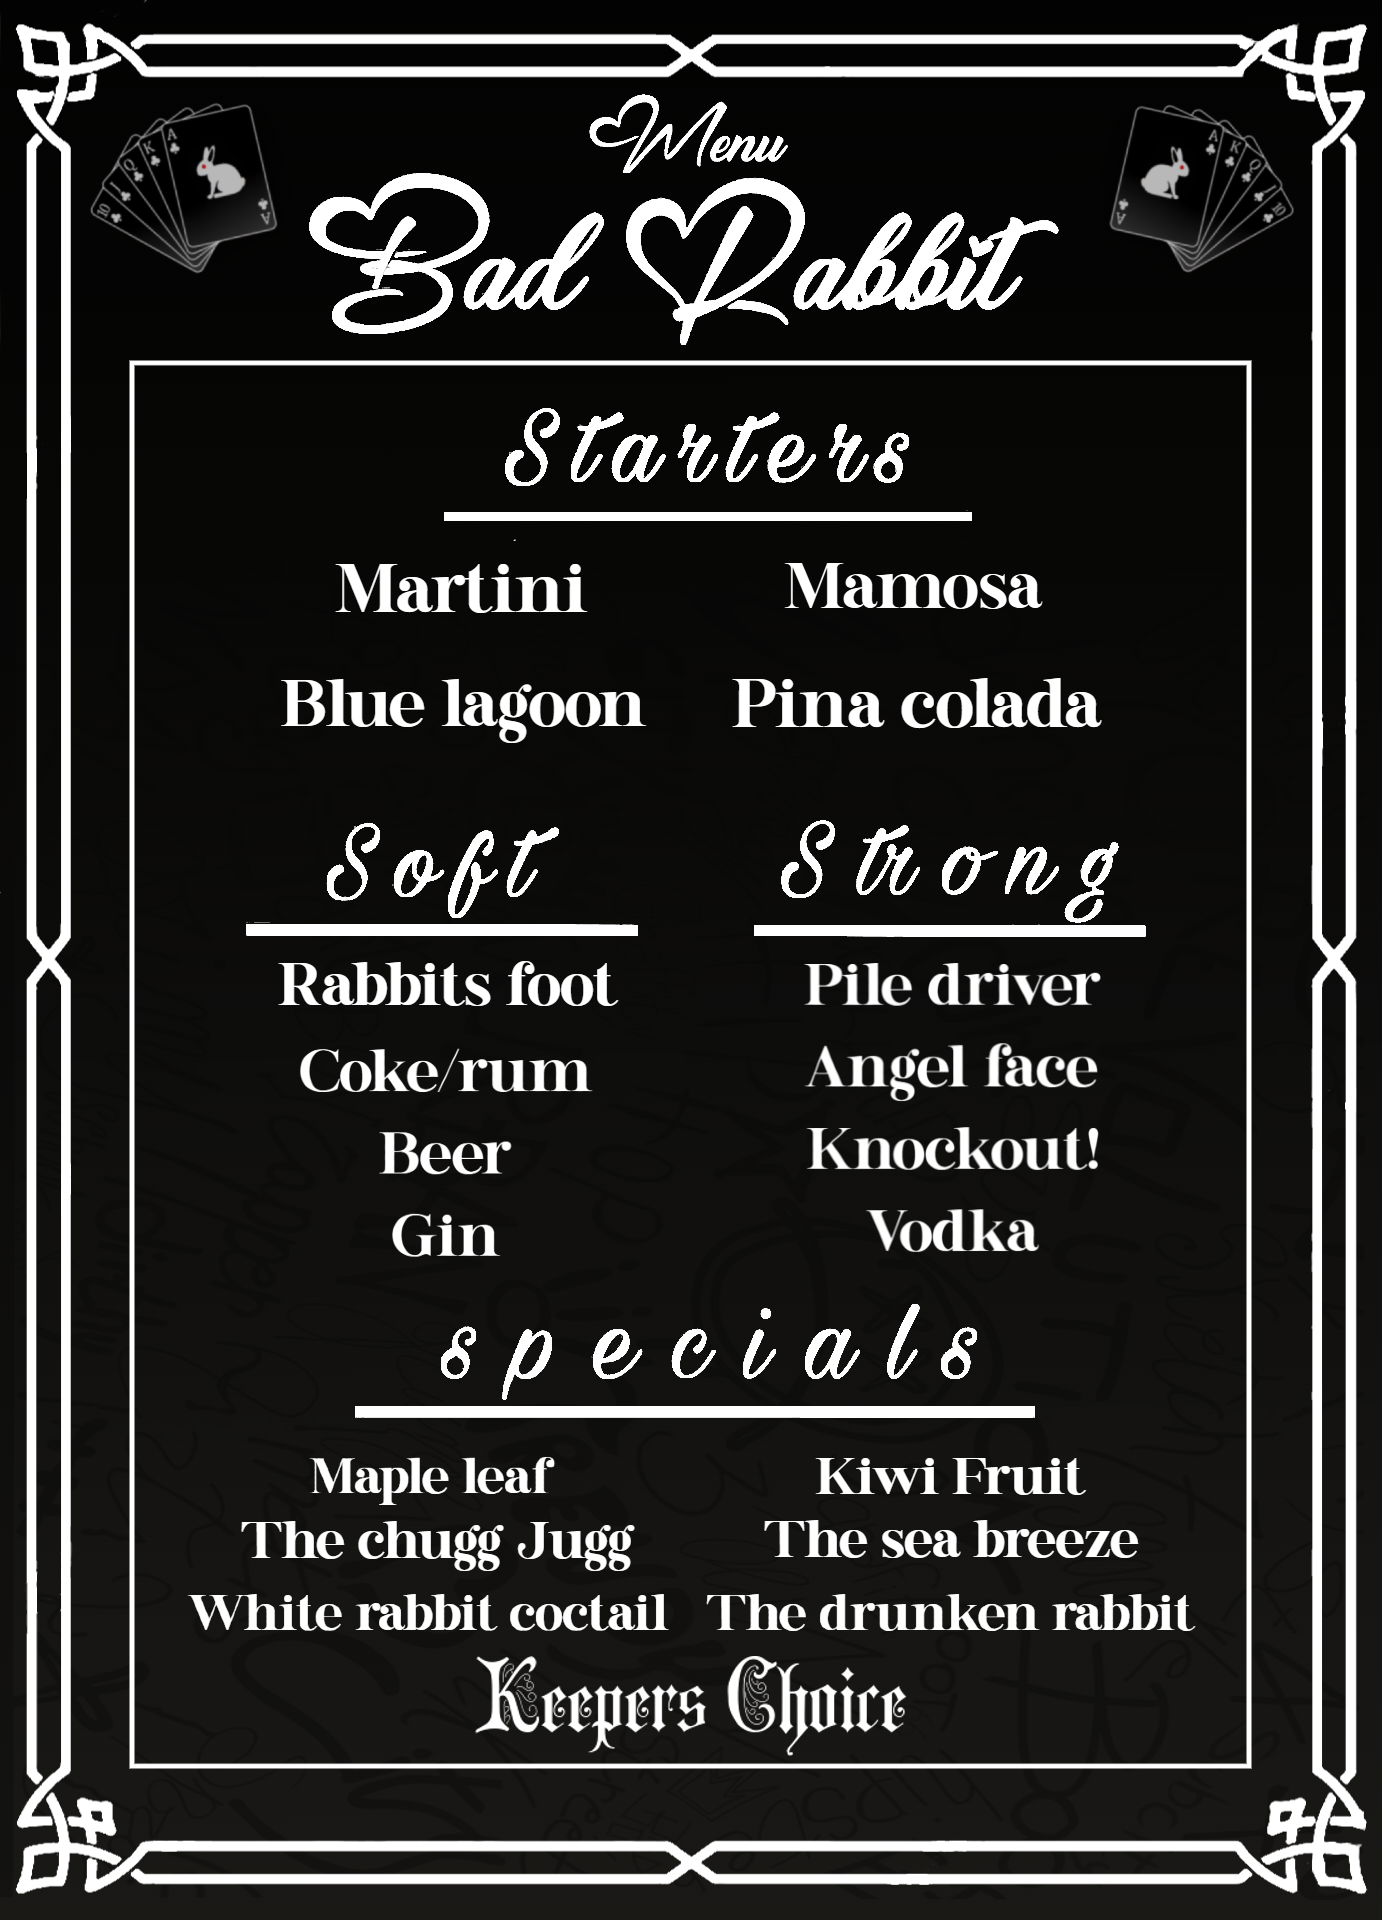 Menu
Bad Rabbit
A K Q J 10
A
A K Q J 10
A
Starters
Martini
Mamosa
Blue lagoon
Pina colada
Soft
Rabbits foot
Coke/rum
Beer
Gin
Strong
Pile driver
Angel face
Knockout!
Vodka
specials
Maple leaf
Kiwi Fruit
The chugg Jugg
The sea breeze
White rabbit coctail
The drunken rabbit
Keepers Choice